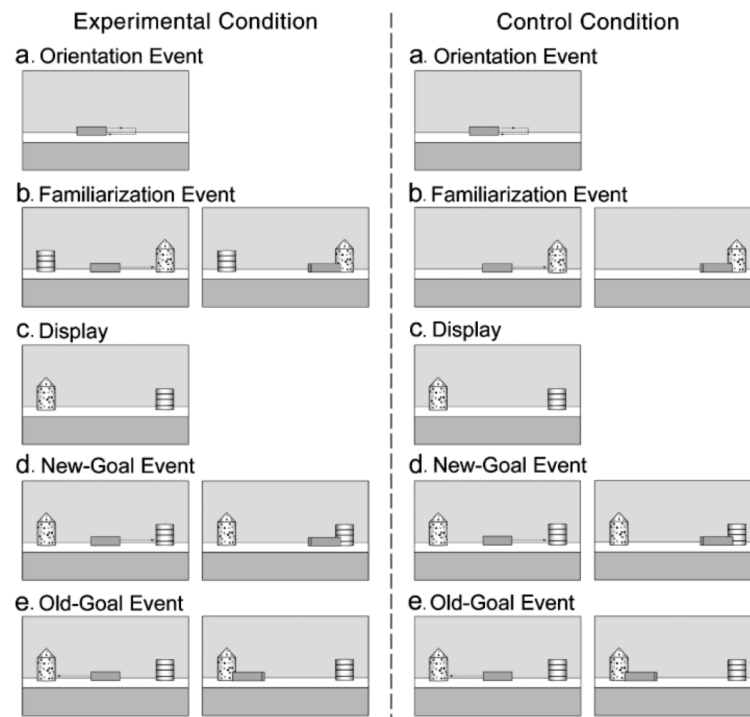 Experimental Condition
a. Orientation Event
b. Familiarization Event
c. Display
d. New-Goal Event
e. Old-Goal Event
Control Condition
a. Orientation Event
b. Familiarization Event
c. Display
d. New-Goal Event
e. Old-Goal Event